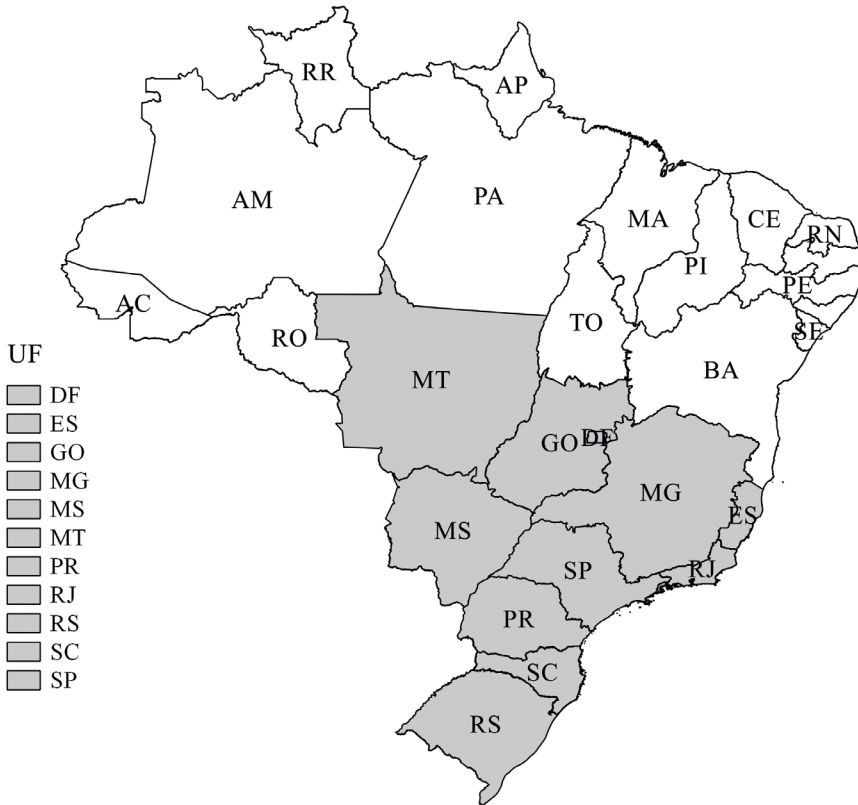 RR
AP
AM
PA
MA
CE
RN
PI
PE
AC
RO
TO
SE
BA
MT
GO
DF
MG
ES
MS
SP
RJ
PR
SC
RS
UF
DF
ES
GO
MG
MS
MT
PR
RJ
RS
SC
SP